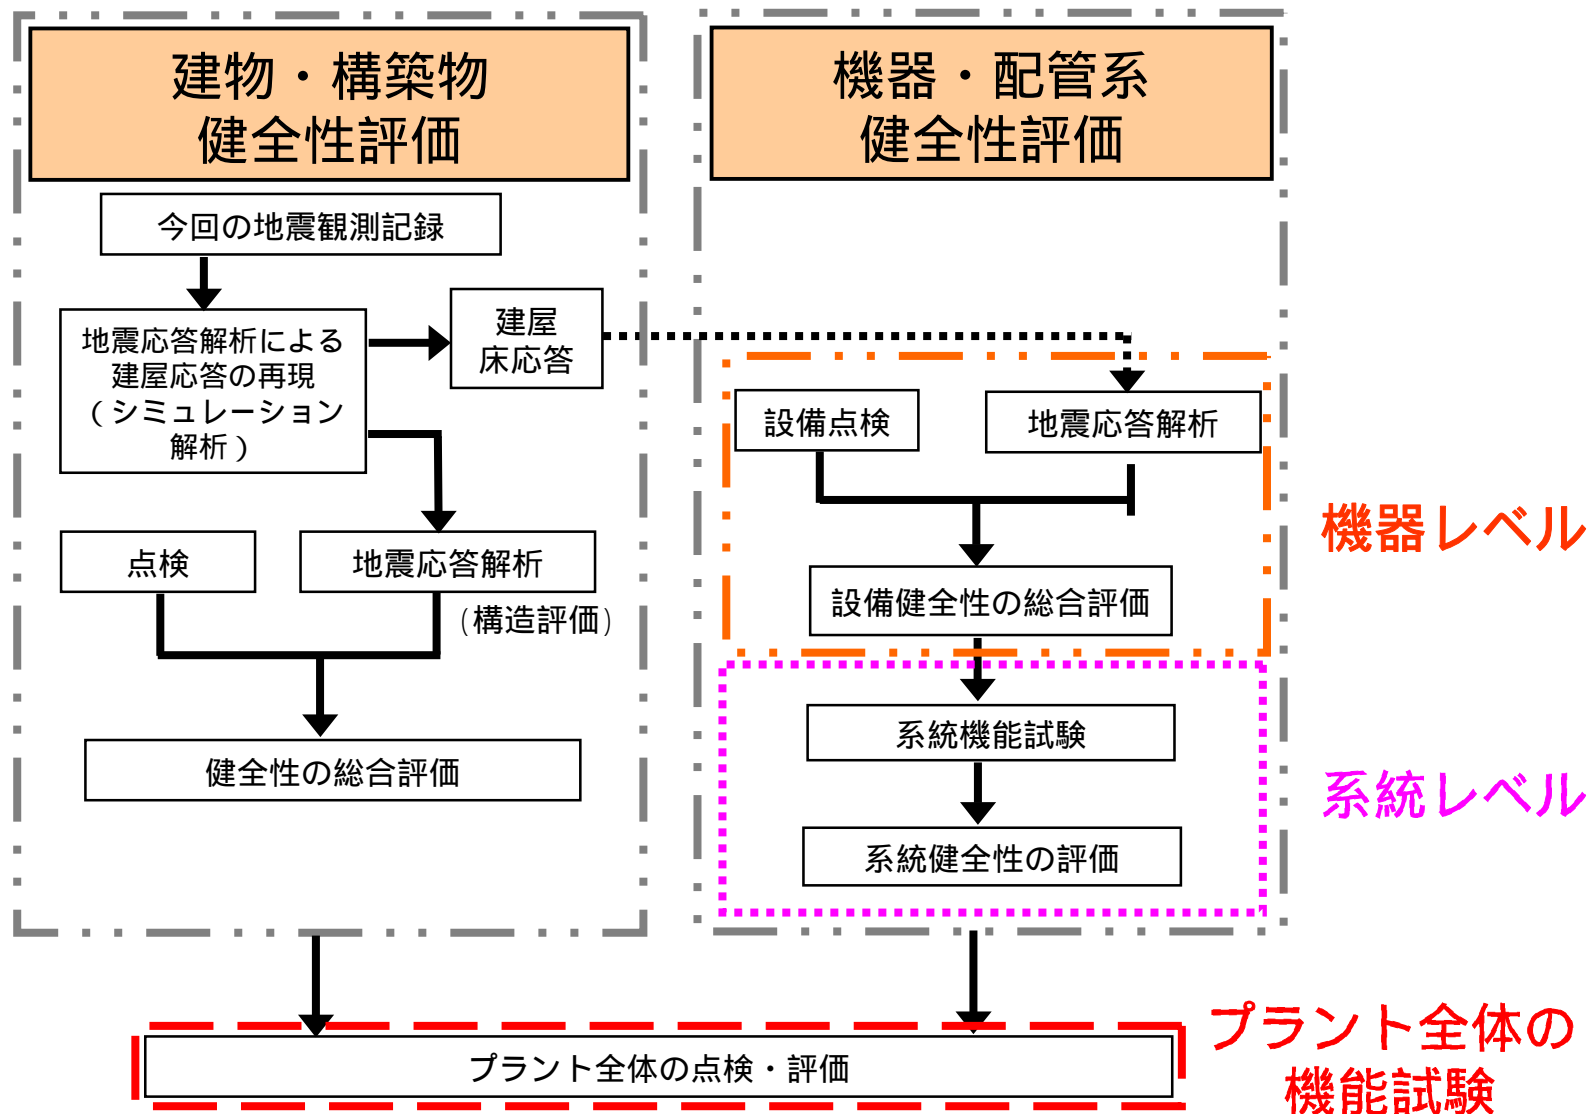 建物・構築物
健全性評価
今回の地震観測記録
地震応答解析による
建屋応答の再現
（シミュレーション
解析）
建屋
床応答
点検
地震応答解析
（構造評価）
健全性の総合評価
機器・配管系
健全性評価
設備点検
地震応答解析
設備健全性の総合評価
機器レベル
系統機能試験
系統健全性の評価
系統レベル
プラント全体の点検・評価
プラント全体の
機能試験